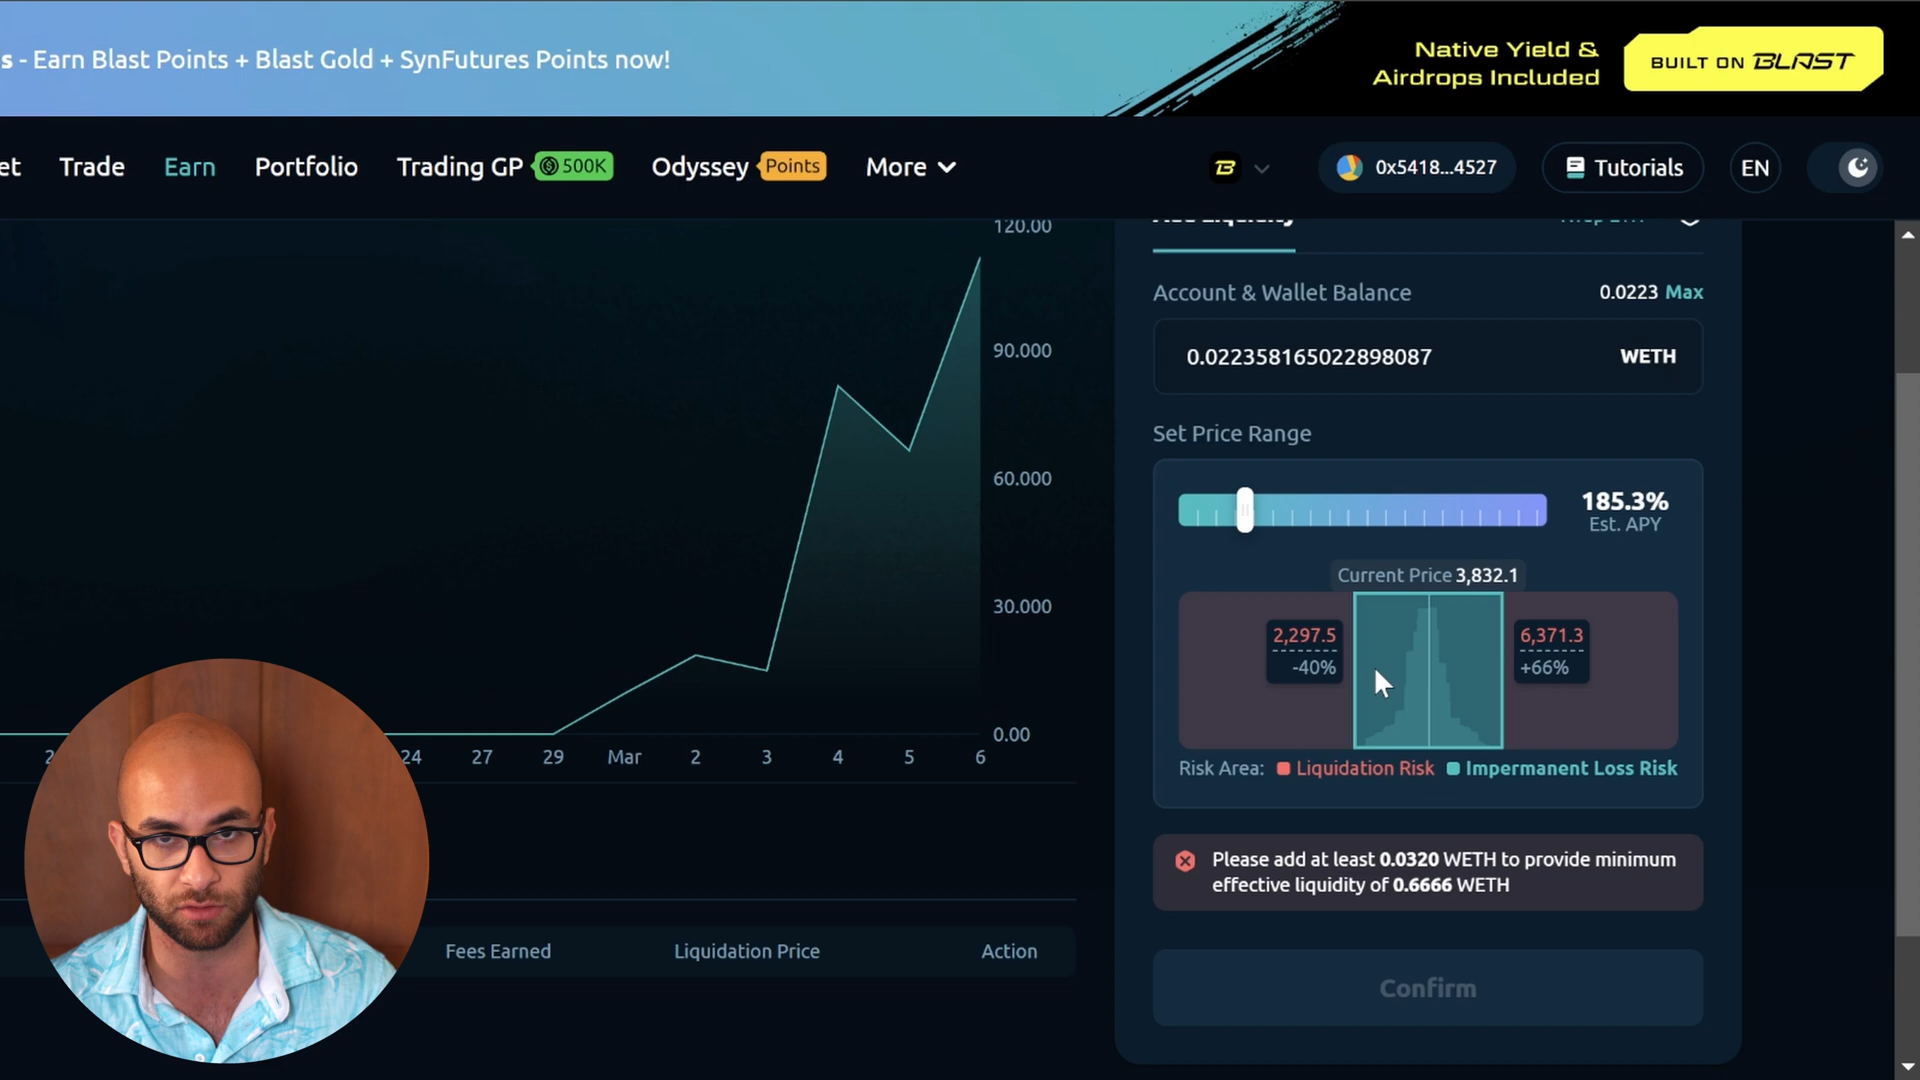 s - Earn Blast Points + Blast Gold + SynFutures Points now!
Native Yield &
Airdrops Included
BUILT ON BLAST
et
Trade
Earn
Portfolio
Trading GP
500K
Odyssey
Points
More
0x5418...4527
Tutorials
EN
Add Liquidity
120.00
90.000
60.000
30.000
0.00
24
27
29
Mar
2
3
4
5
6
Account & Wallet Balance
0.0223 Max
0.022358165022898087
WETH
Set Price Range
185.3%
Est. APY
Current Price 3,832.1
2,297.5
-40%
6,371.3
+66%
Risk Area: Liquidation Risk Impermanent Loss Risk
Please add at least 0.0320 WETH to provide minimum
effective liquidity of 0.6666 WETH
Fees Earned
Liquidation Price
Action
Confirm